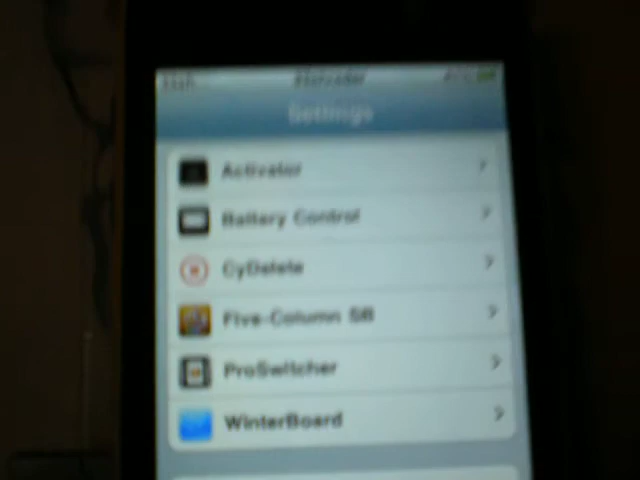 Settings
Activator
Battery Control
CyDelete
Five-Column SB
ProSwitcher
WinterBoard